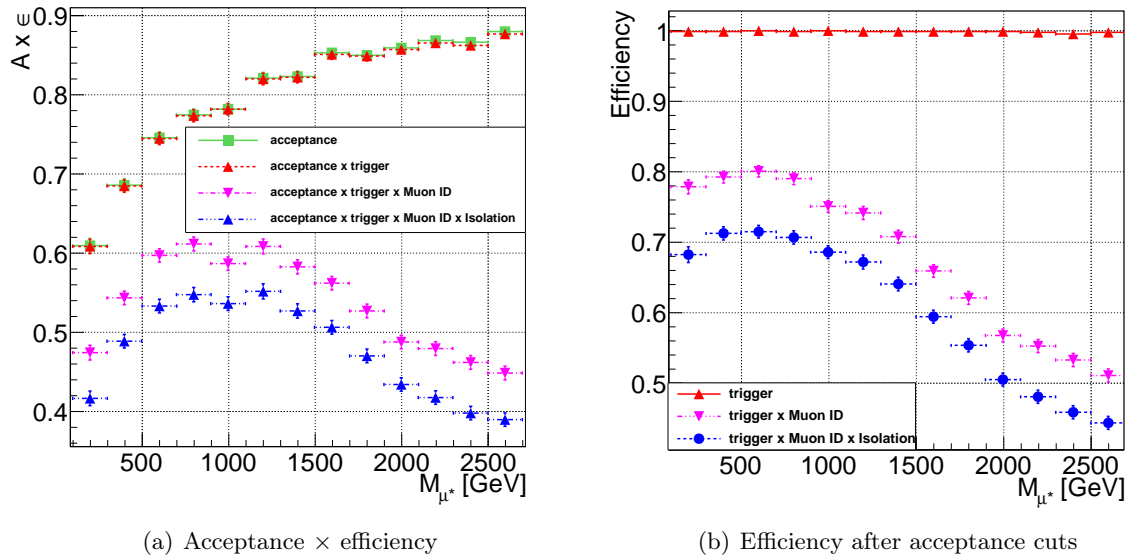 A x ∈
0.9
0.8
0.7
0.6
0.5
0.4
acceptance
acceptance x trigger
acceptance x trigger x Muon ID
acceptance x trigger x Muon ID x Isolation
500 1000 1500 2000 2500
M_μ* [GeV]
(a) Acceptance × efficiency
Efficiency
1
0.9
0.8
0.7
0.6
0.5
trigger
trigger x Muon ID
trigger x Muon ID x Isolation
500 1000 1500 2000 2500
M_μ* [GeV]
(b) Efficiency after acceptance cuts